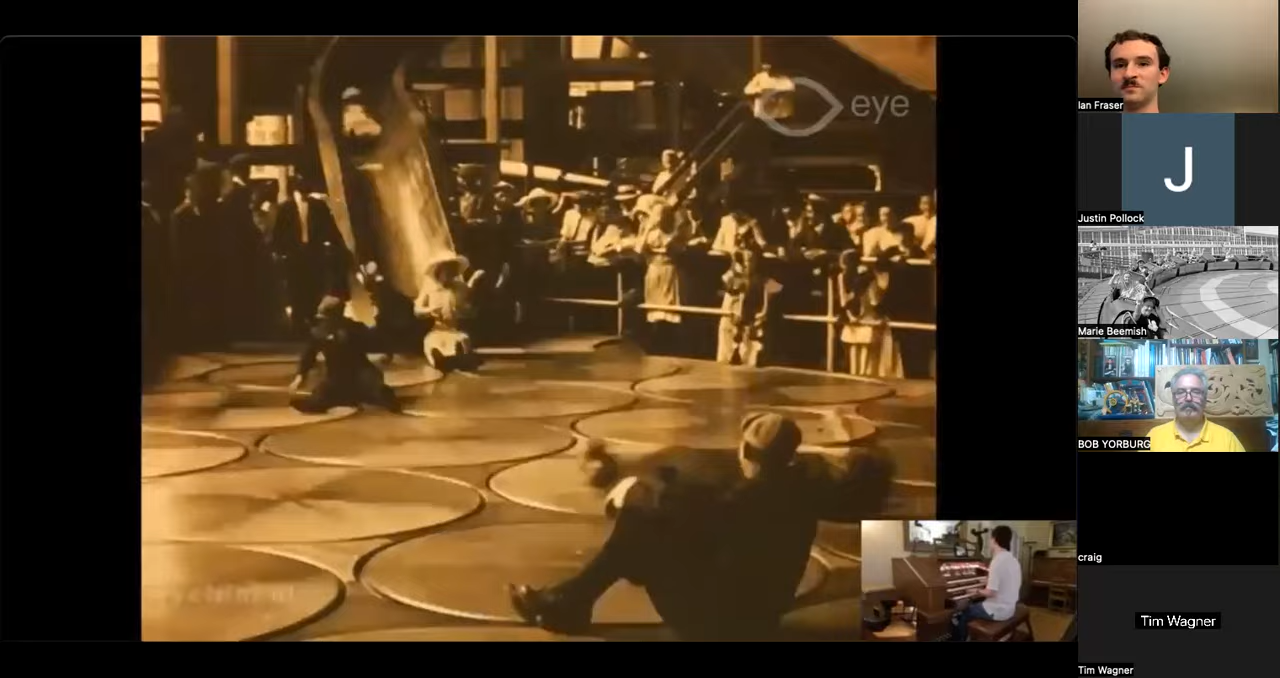 eye
Ian Fraser
J
Justin Pollock
Marie Beemish
BOB YORBURG
craig
Tim Wagner
Tim Wagner